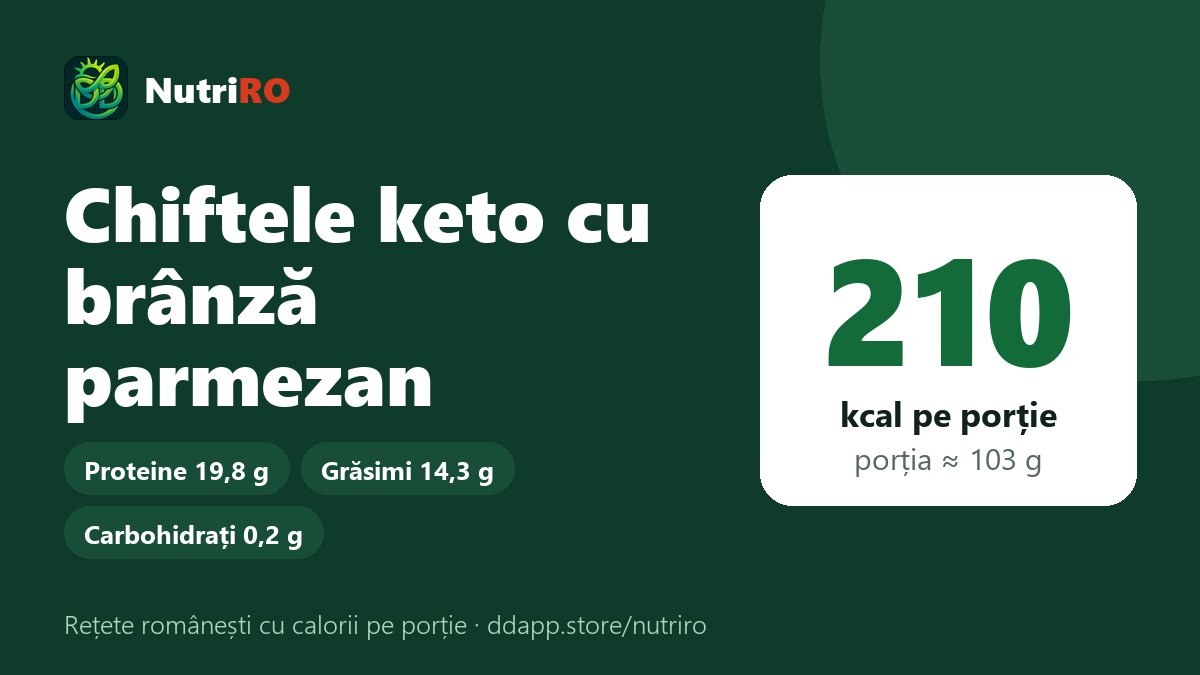 NutriRO
Chiftele keto cu
brânză
parmezan
Proteine 19,8 g
Grăsimi 14,3 g
Carbohidrați 0,2 g
210
kcal pe porție
porția ≈ 103 g
Rețete românești cu calorii pe porție · ddapp.store/nutriro